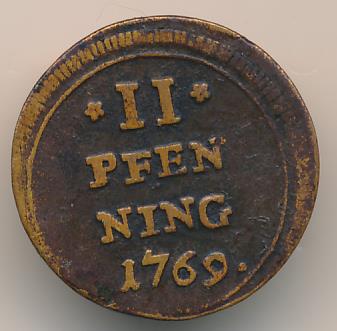 * II *
PFEN
NING
1769.